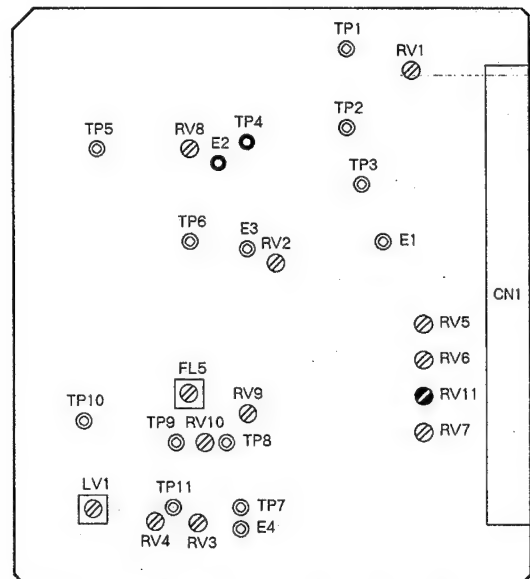 TP1
RV1
TP2
TP5
RV8
E2
TP4
TP3
TP6
E3
RV2
E1
CN1
RV5
RV6
RV11
RV7
FL5
RV9
TP10
TP9
RV10
TP8
LV1
TP11
TP7
RV4
RV3
E4